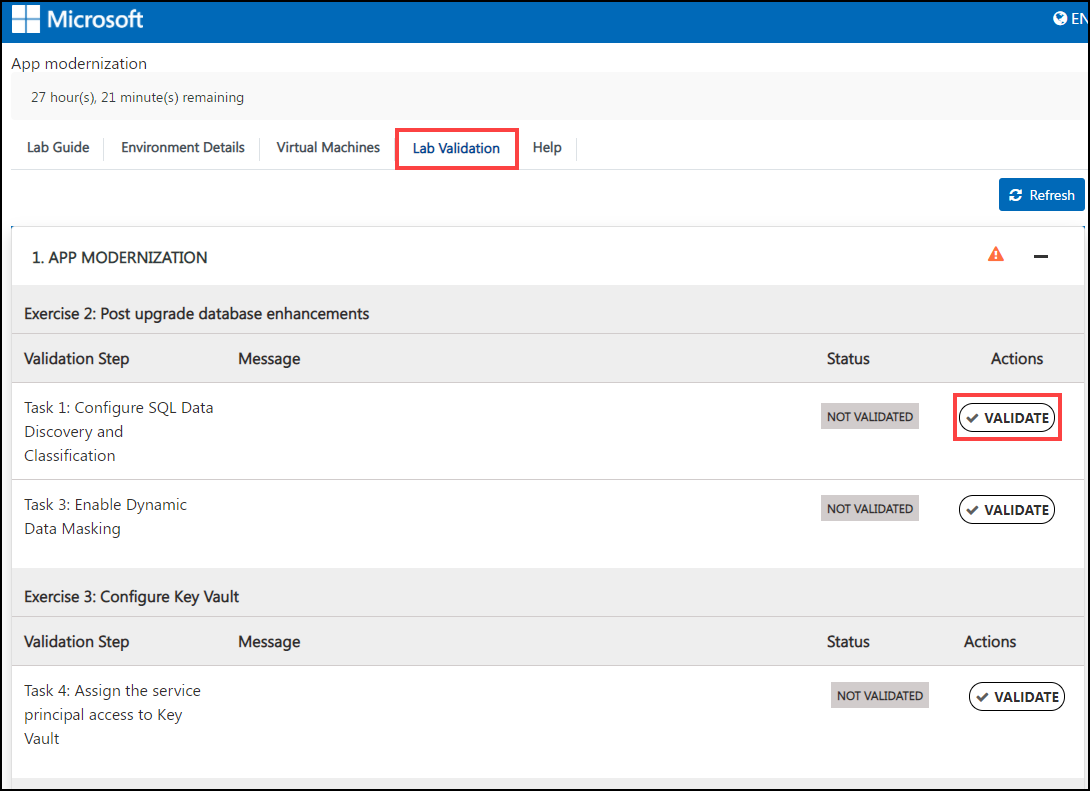 Microsoft
EN
App modernization
27 hour(s), 21 minute(s) remaining
Lab Guide Environment Details Virtual Machines Lab Validation Help
Refresh
1. APP MODERNIZATION
Exercise 2: Post upgrade database enhancements
Validation Step Message Status Actions
Task 1: Configure SQL Data
Discovery and
Classification
NOT VALIDATED VALIDATE
Task 3: Enable Dynamic
Data Masking
NOT VALIDATED VALIDATE
Exercise 3: Configure Key Vault
Validation Step Message Status Actions
Task 4: Assign the service
principal access to Key
Vault
NOT VALIDATED VALIDATE